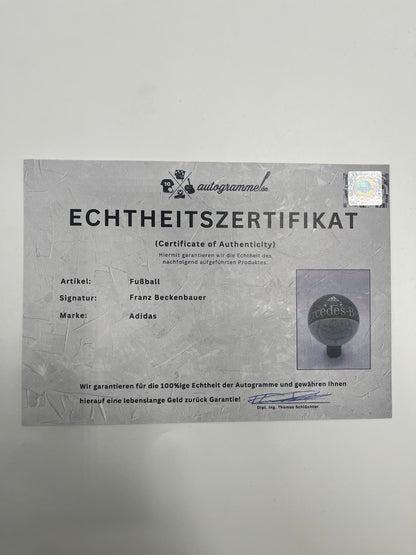 autogramme.de
ECHTHEITSZERTIFIKAT
(Certificate of Authenticity)
Hiermit garantieren wir die Echtheit des
nachfolgend aufgeführten Produktes.
Artikel: Fußball
Signatur: Franz Beckenbauer
Marke: Adidas
Wir garantieren für die 100%ige Echtheit der Autogramme und gewähren Ihnen
hierauf eine lebenslange Geld zurück Garantie!
Dipl. Ing. Thomas Schlüchter